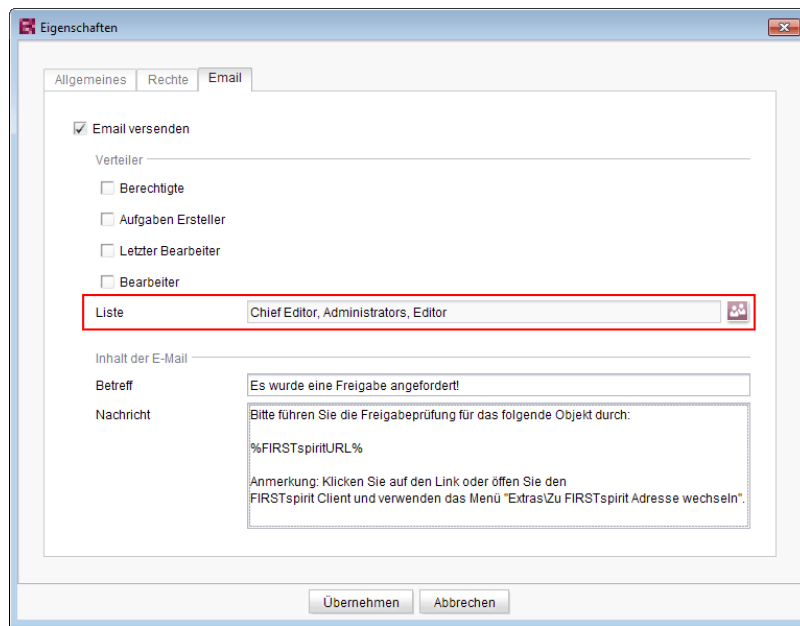 Eigenschaften
Allgemeines Rechte Email
Email versenden
Verteiler
Berechtigte
Aufgaben Ersteller
Letzter Bearbeiter
Bearbeiter
Liste Chief Editor, Administrators, Editor
Inhalt der E-Mail
Betreff Es wurde eine Freigabe angefordert!
Nachricht Bitte führen Sie die Freigabeprüfung für das folgende Objekt durch:
%FIRSTspiritURL%
Anmerkung: Klicken Sie auf den Link oder öffen Sie den
FIRSTspirit Client und verwenden das Menü "Extras\Zu FIRSTspirit Adresse wechseln".
Übernehmen Abbrechen